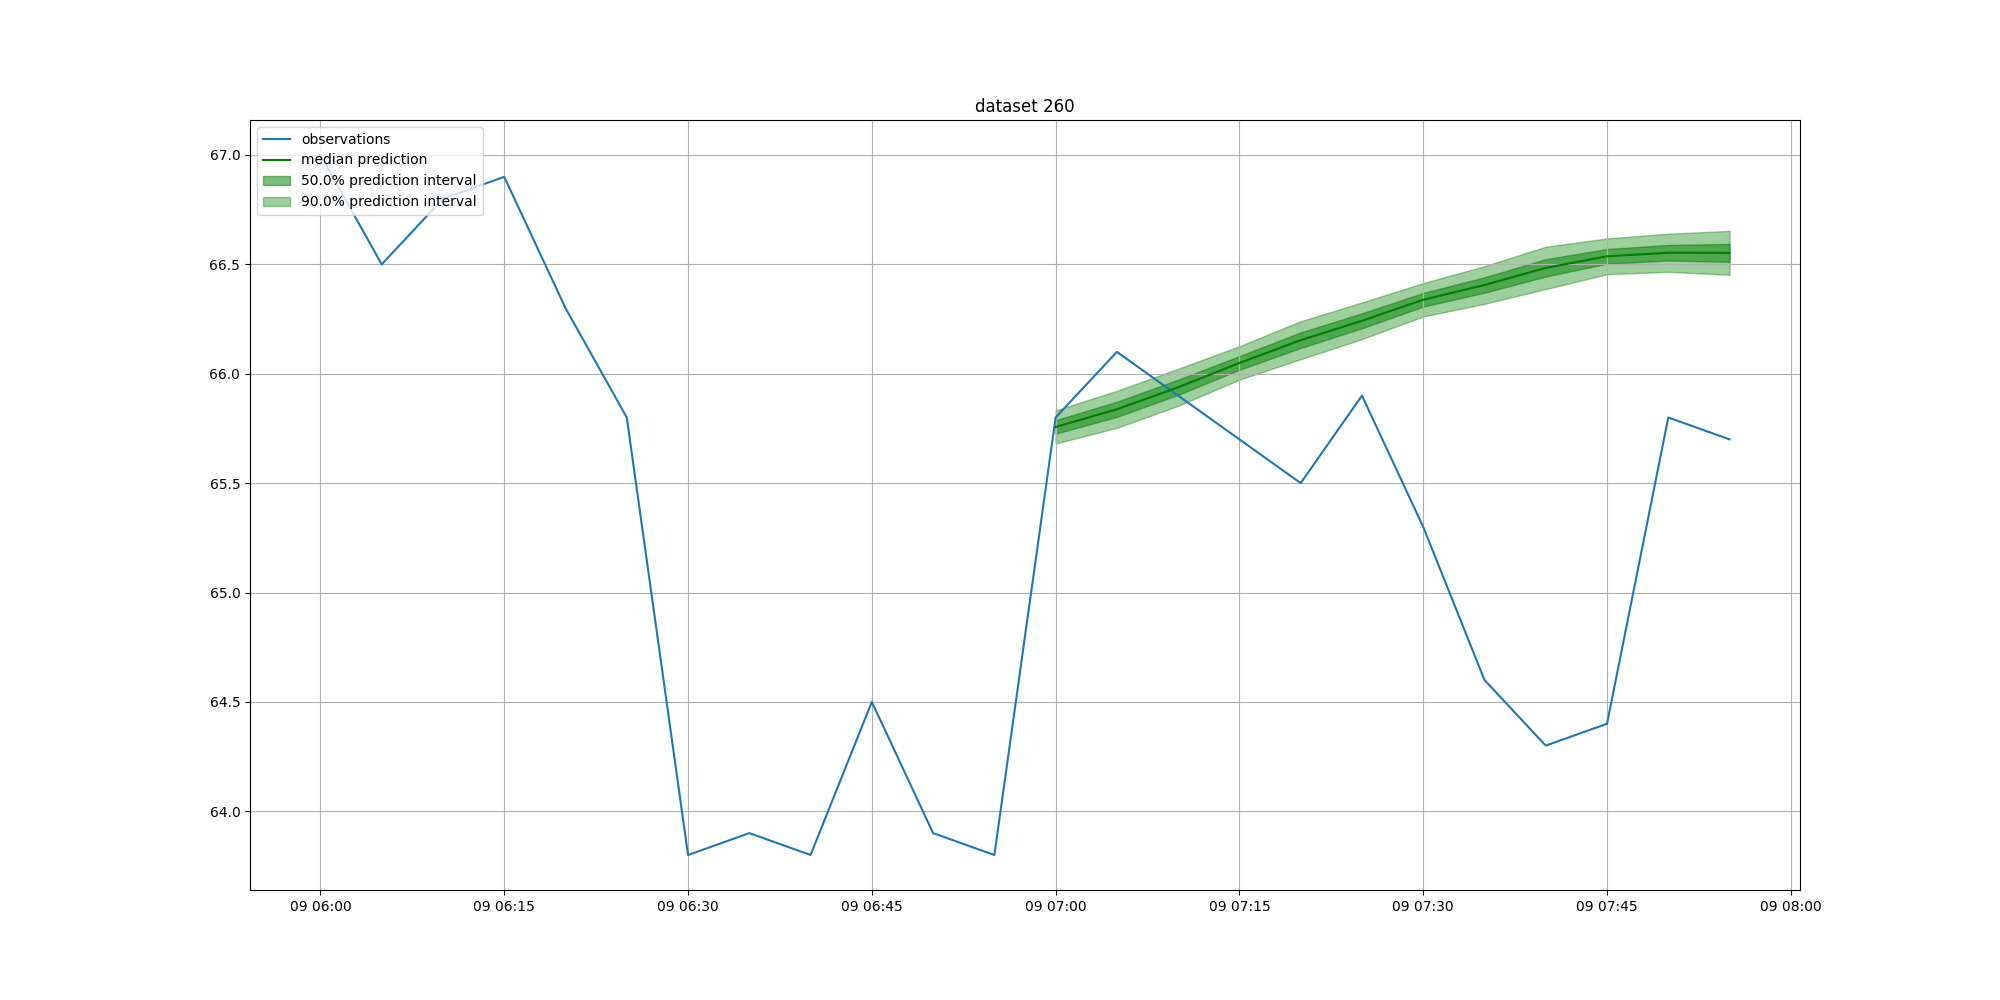 dataset 260
observations
median prediction
50.0% prediction interval
90.0% prediction interval
67.0
66.5
66.0
65.5
65.0
64.5
64.0
09 06:00 09 06:15 09 06:30 09 06:45 09 07:00 09 07:15 09 07:30 09 07:45 09 08:00